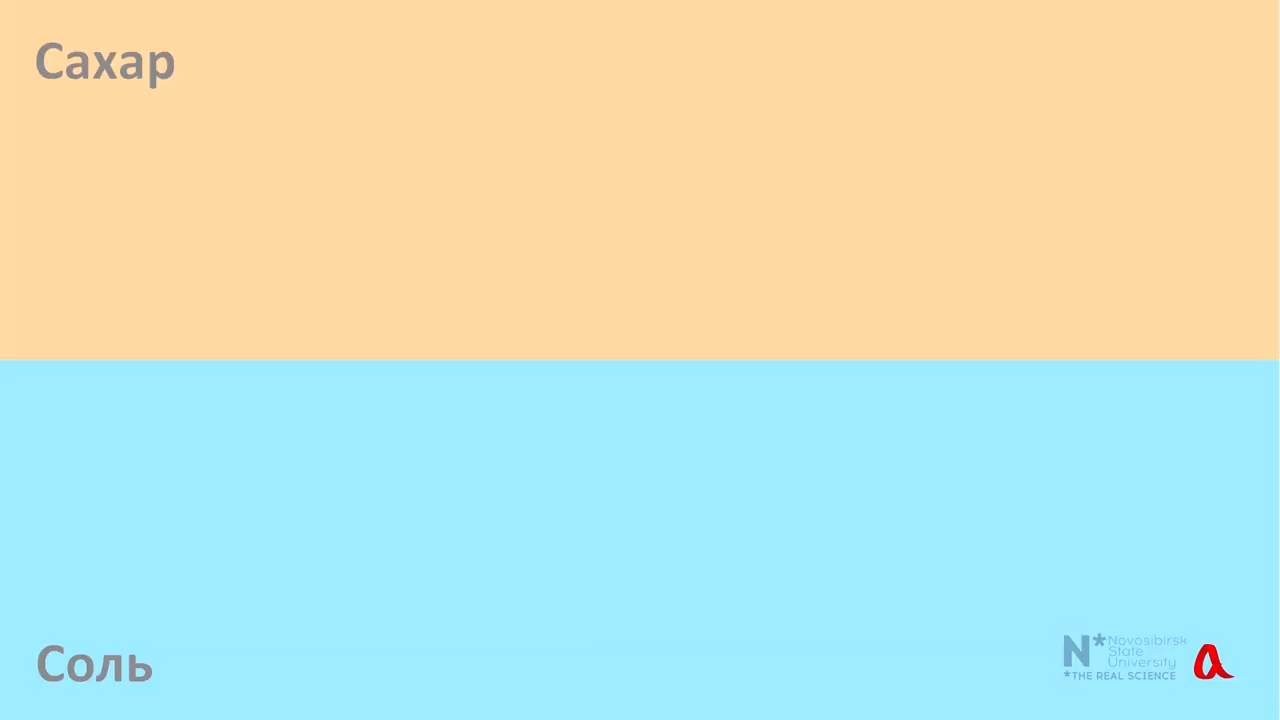 Сахар
Соль
N* Novosibirsk
State
University
*THE REAL SCIENCE
a